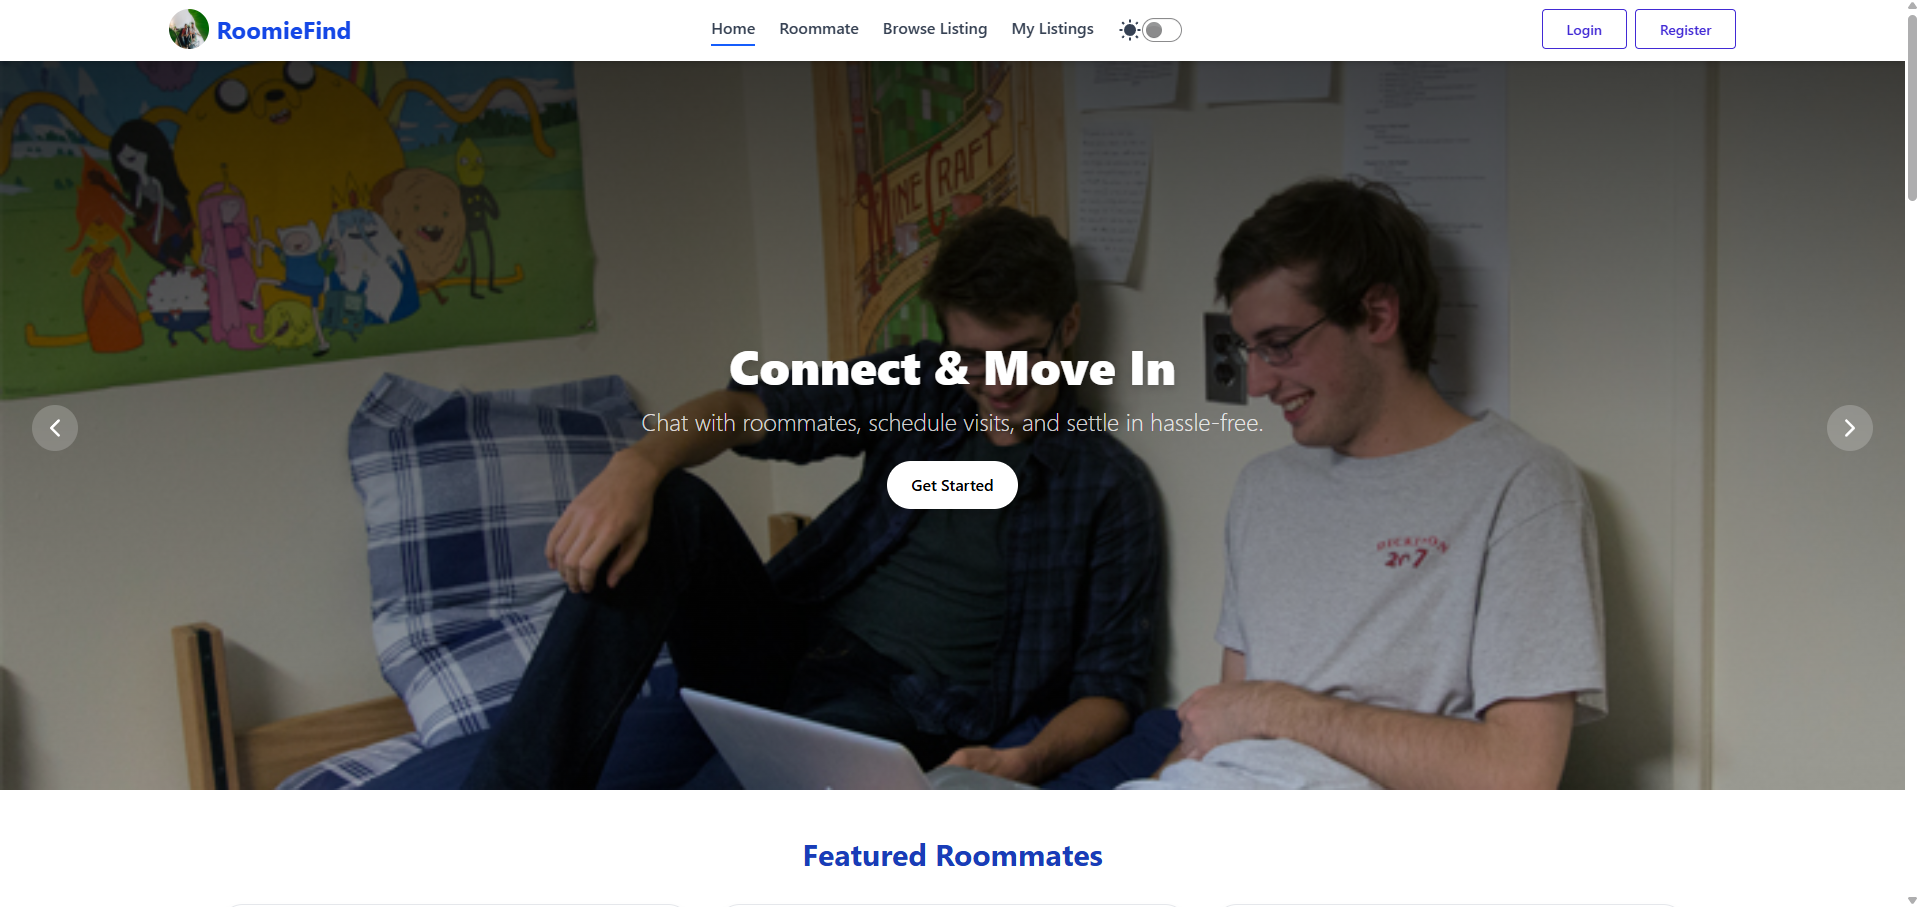 RoomieFind
Home
Roommate
Browse Listing
My Listings
Login
Register
MINECRAFT
Connect & Move In
Chat with roommates, schedule visits, and settle in hassle-free.
Get Started
Featured Roommates